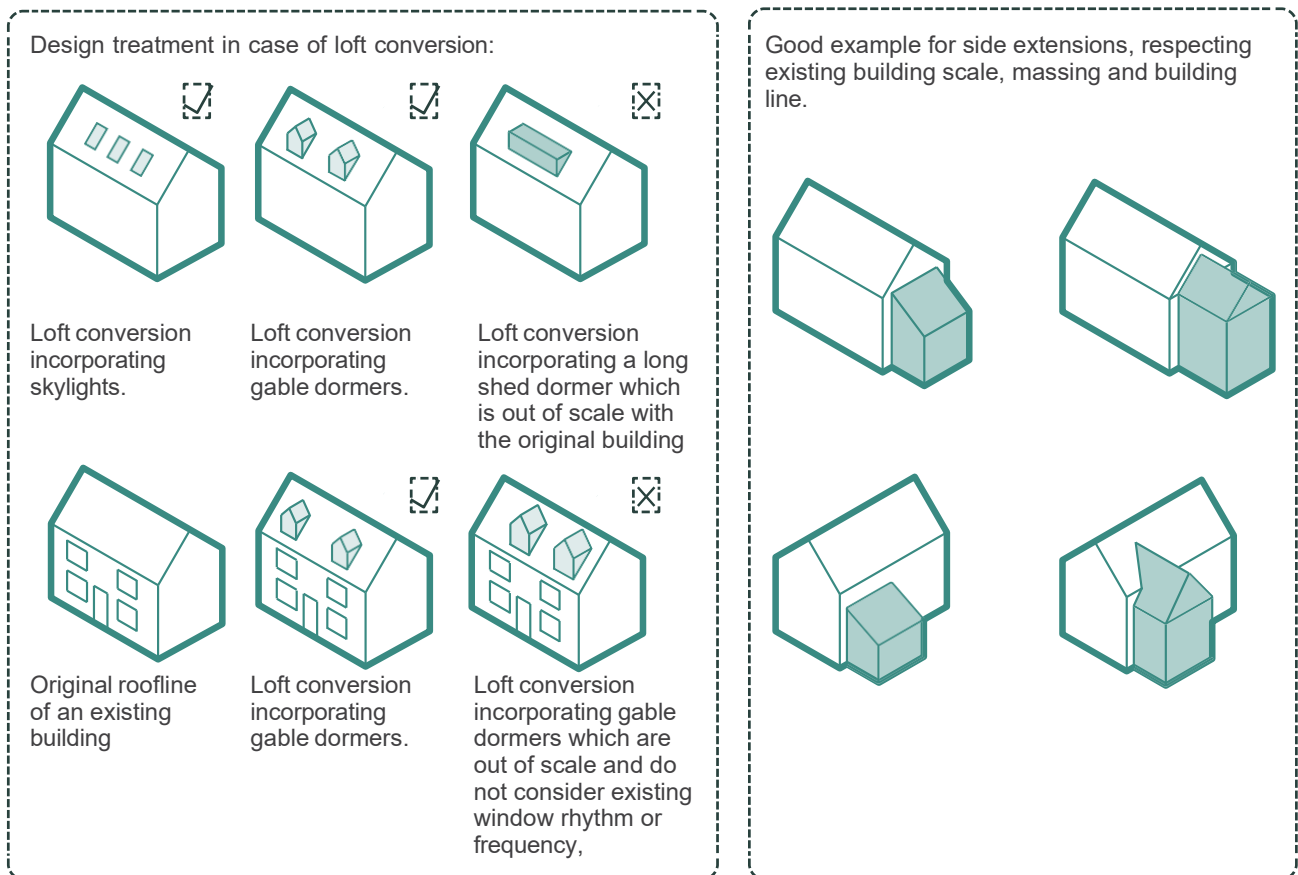 Design treatment in case of loft conversion:
Loft conversion
incorporating
skylights.
Loft conversion
incorporating
gable dormers.
Loft conversion
incorporating a long
shed dormer which
is out of scale with
the original building
Original roofline
of an existing
building
Loft conversion
incorporating
gable dormers.
Loft conversion
incorporating gable
dormers which are
out of scale and do
not consider existing
window rhythm or
frequency,
Good example for side extensions, respecting
existing building scale, massing and building
line.